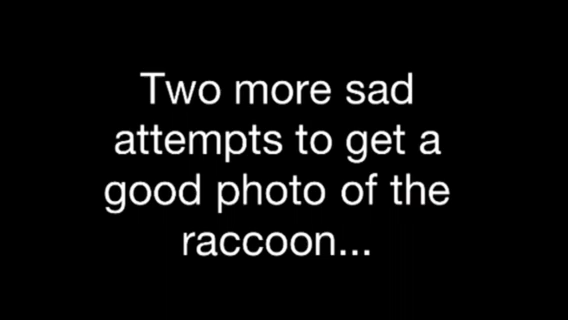 Two more sad
attempts to get a
good photo of the
raccoon...